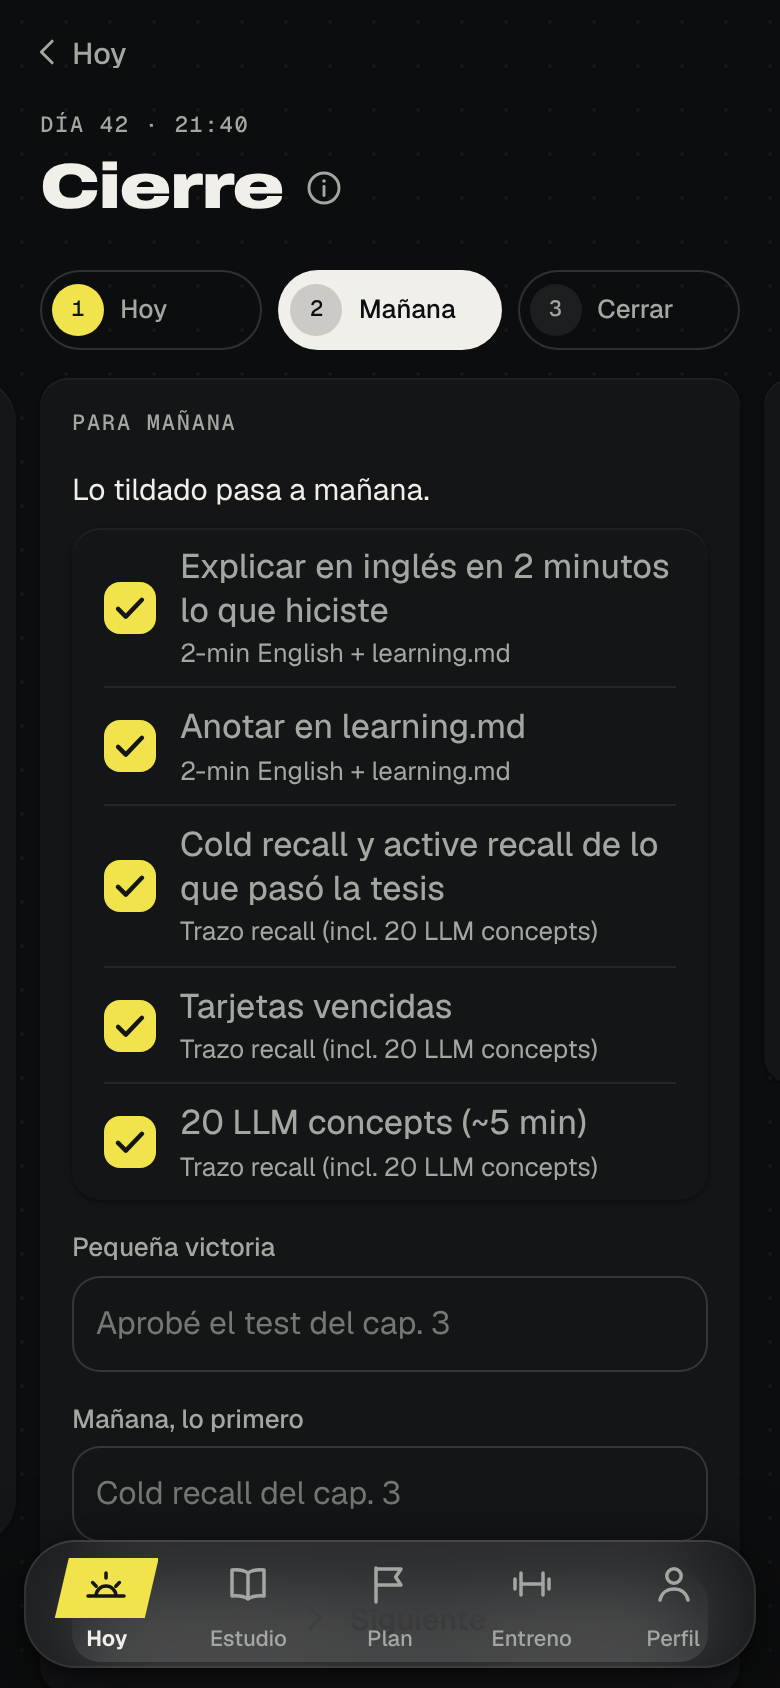 Hoy
DÍA 42 · 21:40
Cierre
1 Hoy
2 Mañana
3 Cerrar
PARA MAÑANA
Lo tildado pasa a mañana.
Explicar en inglés en 2 minutos
lo que hiciste
2-min English + learning.md
Anotar en learning.md
2-min English + learning.md
Cold recall y active recall de lo
que pasó la tesis
Trazo recall (incl. 20 LLM concepts)
Tarjetas vencidas
Trazo recall (incl. 20 LLM concepts)
20 LLM concepts (~5 min)
Trazo recall (incl. 20 LLM concepts)
Pequeña victoria
Aprobé el test del cap. 3
Mañana, lo primero
Cold recall del cap. 3
Siguiente
Hoy
Estudio
Plan
Entreno
Perfil